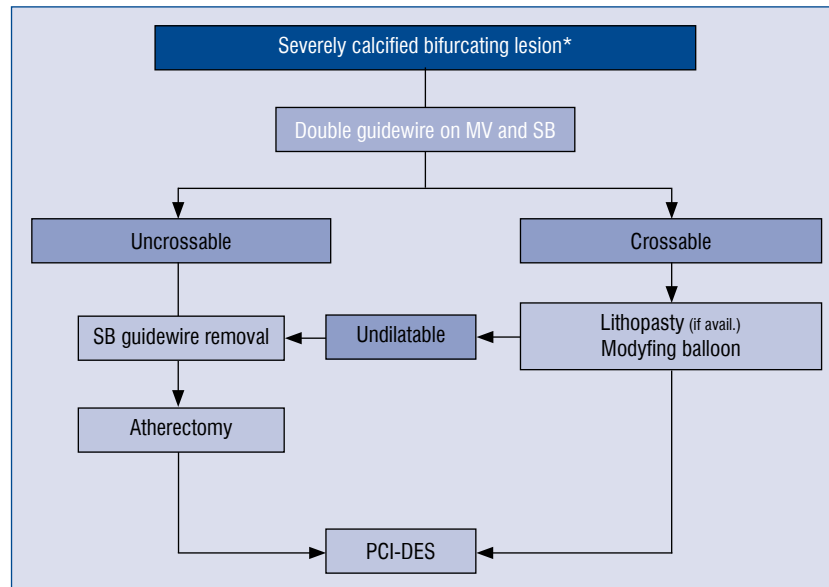 Severely calcified bifurcating lesion*
Double guidewire on MV and SB
Uncrossable
Crossable
SB guidewire removal
Undilatable
Lithopasty (if avail.)
Modyfing balloon
Atherectomy
PCI-DES